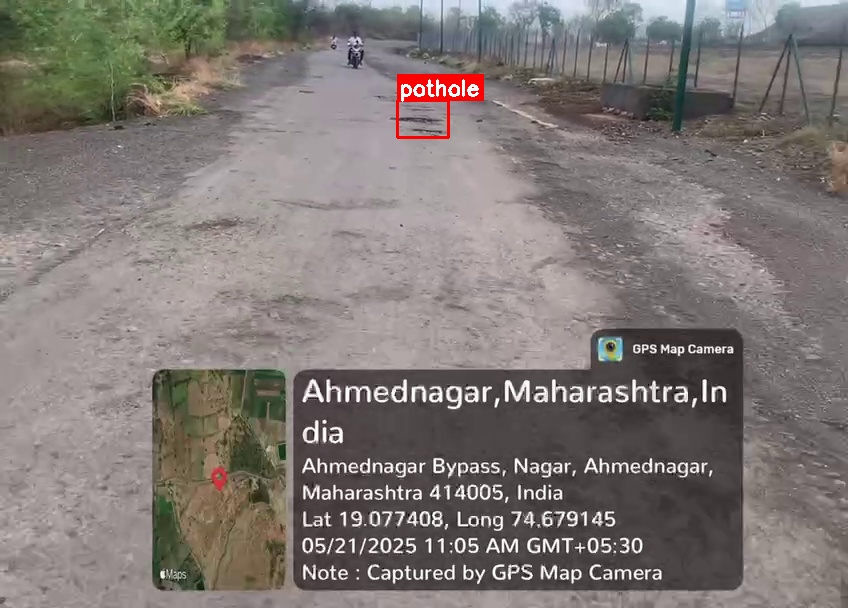 pothole
GPS Map Camera
Ahmednagar,Maharashtra,In
dia
Ahmednagar Bypass, Nagar, Ahmednagar,
Maharashtra 414005, India
Lat 19.077408, Long 74.679145
05/21/2025 11:05 AM GMT+05:30
Note : Captured by GPS Map Camera
Maps